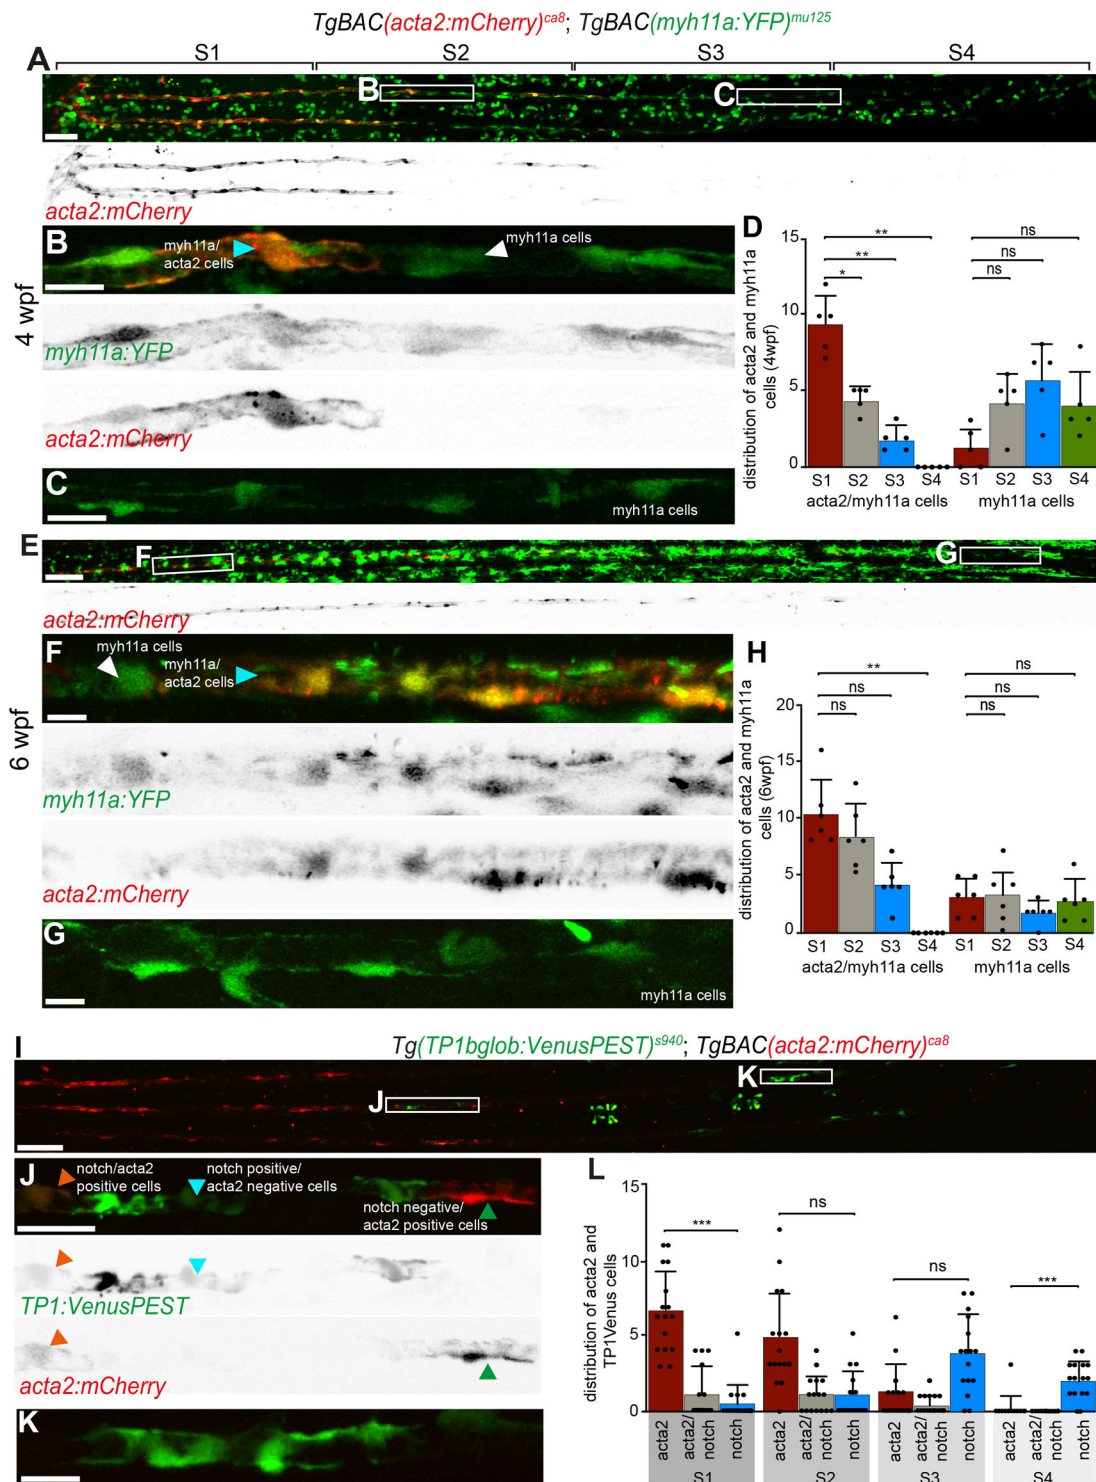 TgBAC(acta2:mCherry)ca8; TgBAC(myh11a:YFP)mu125
S1 S2 S3 S4
A
B
C
acta2:mCherry
4 wpf
B
myh11a/
acta2 cells
myh11a cells
myh11a:YFP
acta2:mCherry
C
myh11a cells
D
distribution of acta2 and myh11a
cells (4wpf)
15
10
5
0
**
**
*
ns
ns
ns
S1 S2 S3 S4 S1 S2 S3 S4
acta2/myh11a cells myh11a cells
E
F
G
acta2:mCherry
6 wpf
F
myh11a cells
myh11a/
acta2 cells
myh11a:YFP
acta2:mCherry
G
myh11a cells
H
distribution of acta2 and myh11a
cells (6wpf)
20
15
10
5
0
**
ns
ns
ns
ns
ns
S1 S2 S3 S4 S1 S2 S3 S4
acta2/myh11a cells myh11a cells
I
Tg(TP1bglob:VenusPEST)s940; TgBAC(acta2:mCherry)ca8
J
K
J
notch/acta2
positive cells
notch positive/
acta2 negative cells
notch negative/
acta2 positive cells
TP1:VenusPEST
acta2:mCherry
K
L
distribution of acta2 and
TP1Venus cells
15
10
5
0
***
ns
ns
***
acta2
acta2/
notch
notch
acta2
acta2/
notch
notch
acta2
acta2/
notch
notch
acta2
acta2/
notch
notch
S1 S2 S3 S4